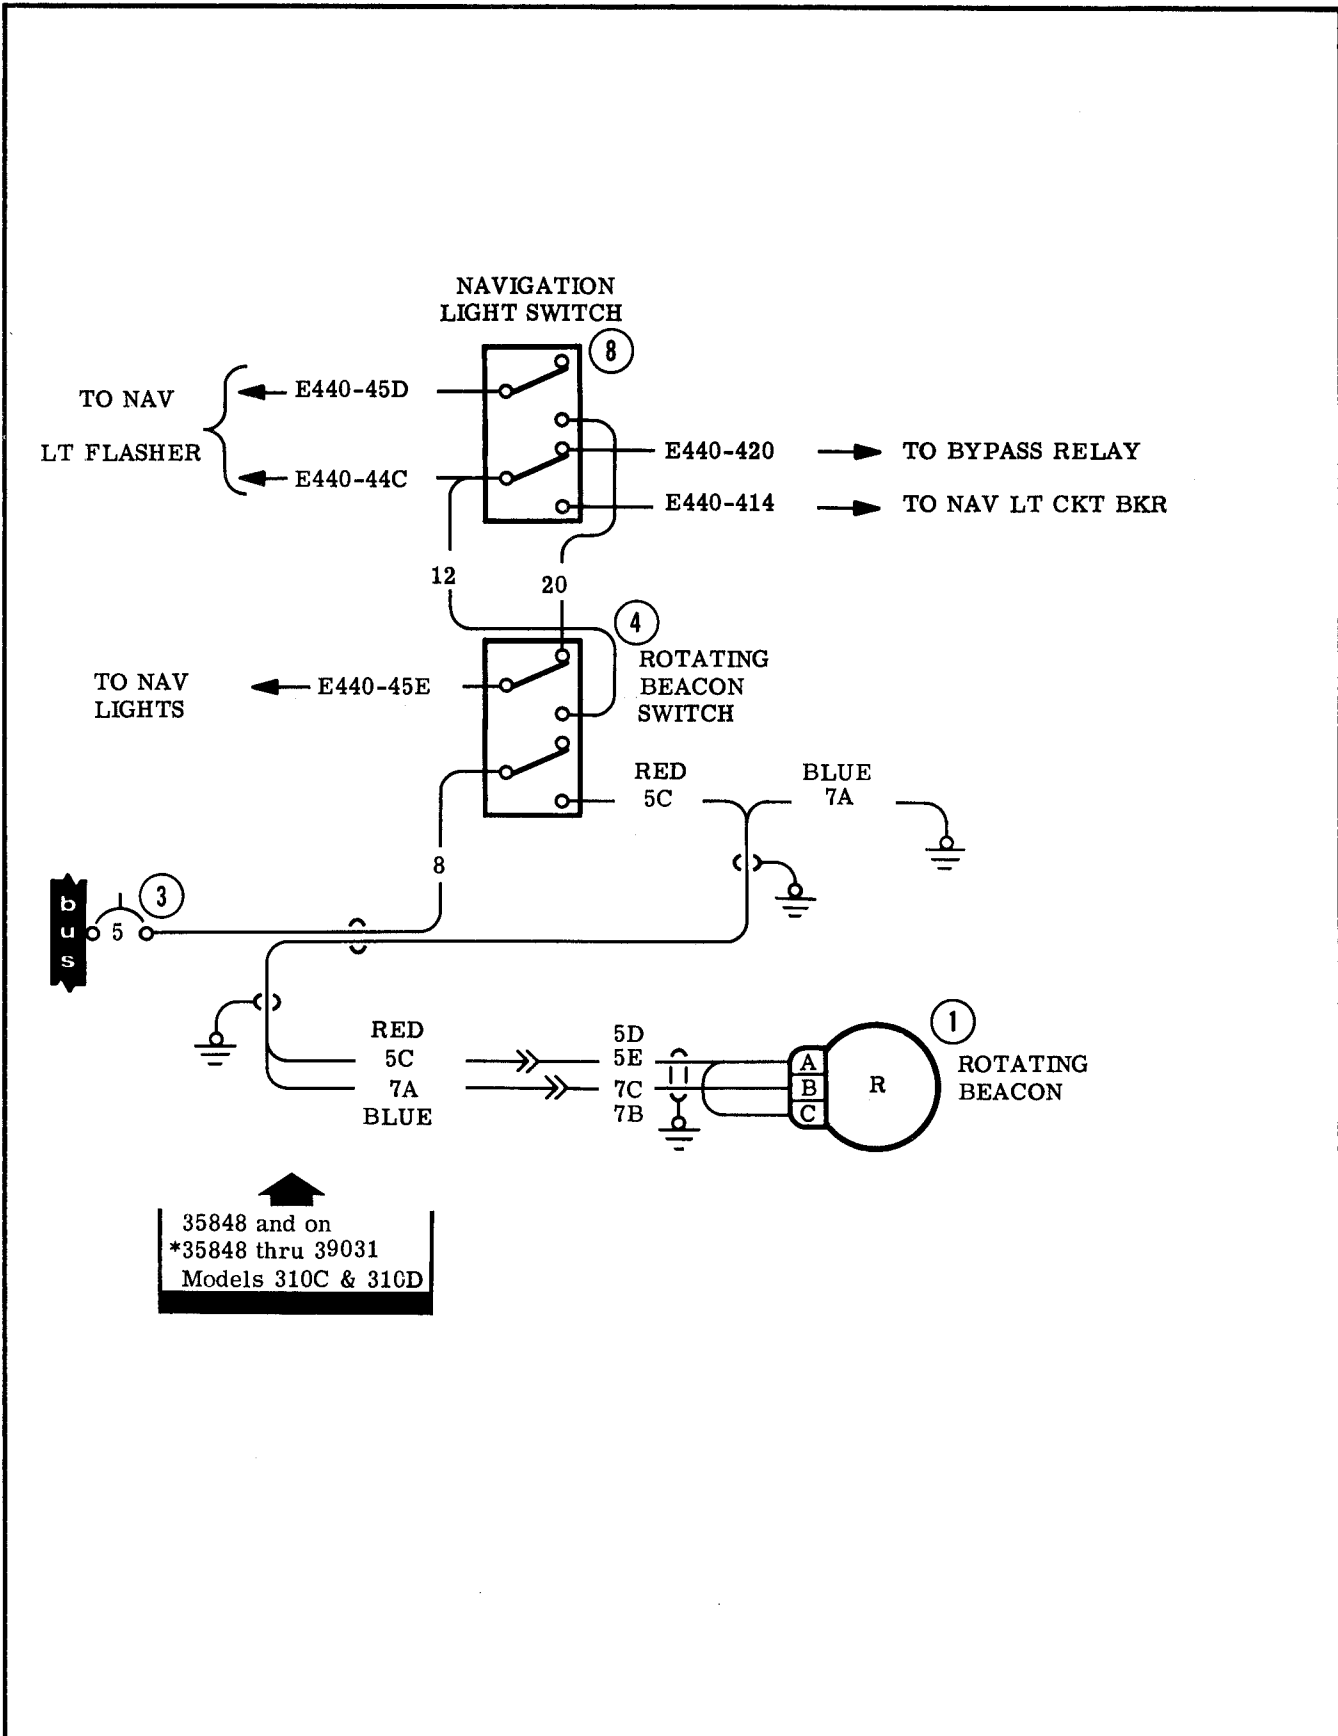 NAVIGATION
LIGHT SWITCH
8
TO NAV
LT FLASHER
E440-45D
E440-44C
E440-420
TO BYPASS RELAY
E440-414
TO NAV LT CKT BKR
12
20
4
ROTATING
BEACON
SWITCH
TO NAV
LIGHTS
E440-45E
RED
5C
BLUE
7A
8
bus
5
3
RED
5C
7A
BLUE
5D
5E
7C
7B
A
B
C
R
1
ROTATING
BEACON
35848 and on
*35848 thru 39031
Models 310C & 310D